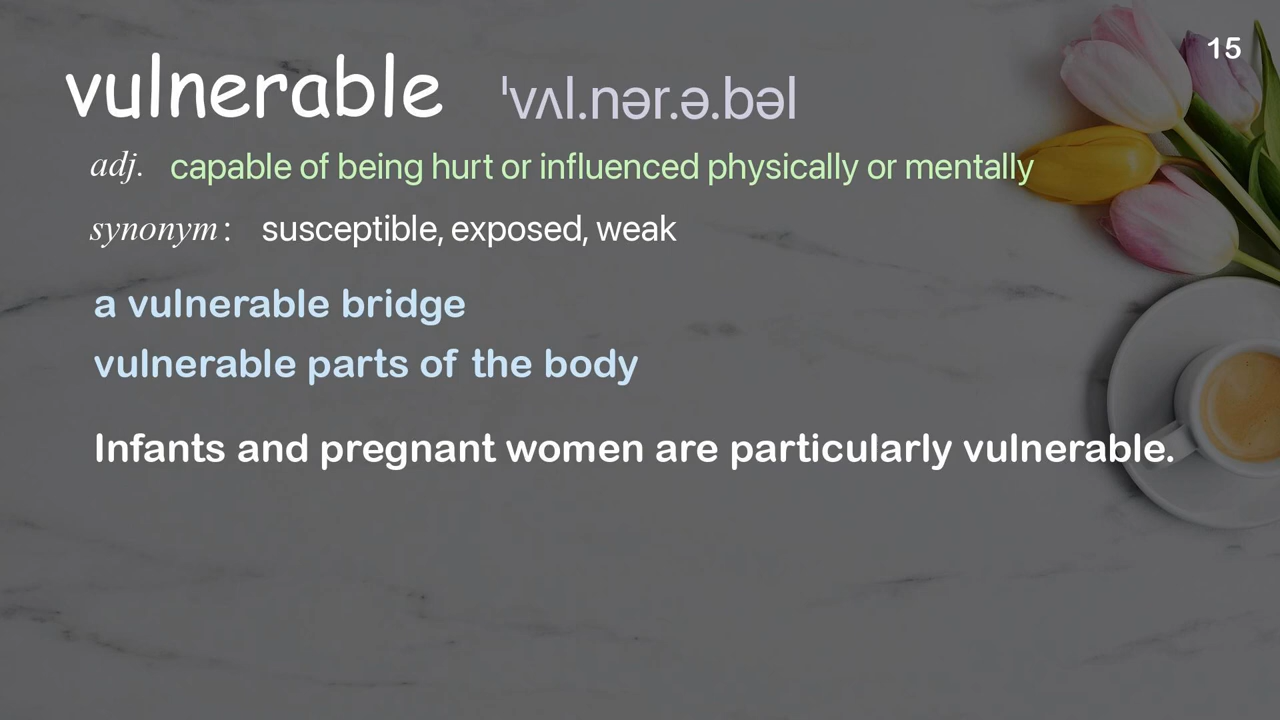 15
vulnerable ˈvʌl.nər.ə.bəl
adj. capable of being hurt or influenced physically or mentally
synonym: susceptible, exposed, weak
a vulnerable bridge
vulnerable parts of the body
Infants and pregnant women are particularly vulnerable.